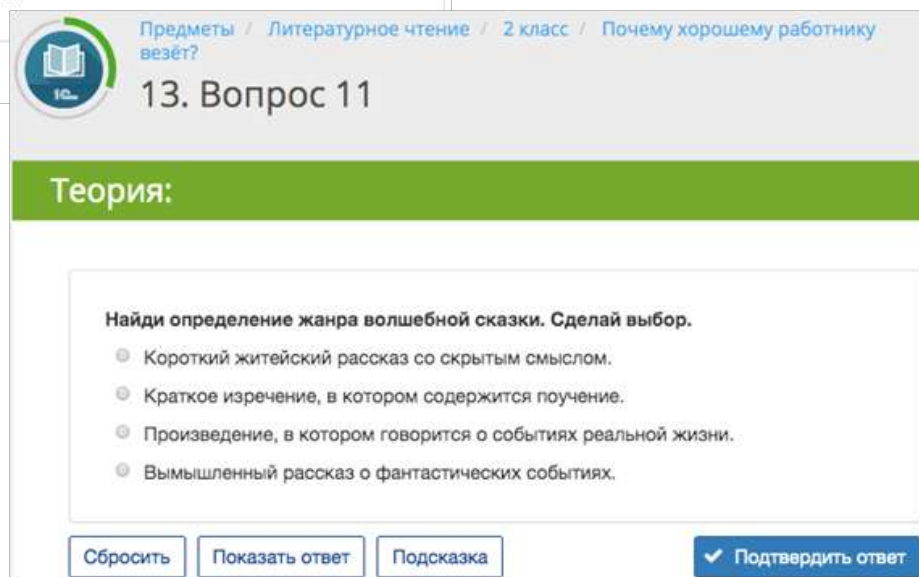 Предметы / Литературное чтение / 2 класс / Почему хорошему работнику
везёт?
1С
13. Вопрос 11
Теория:
Найди определение жанра волшебной сказки. Сделай выбор.
Короткий житейский рассказ со скрытым смыслом.
Краткое изречение, в котором содержится поучение.
Произведение, в котором говорится о событиях реальной жизни.
Вымышленный рассказ о фантастических событиях.
Сбросить Показать ответ Подсказка ✔ Подтвердить ответ